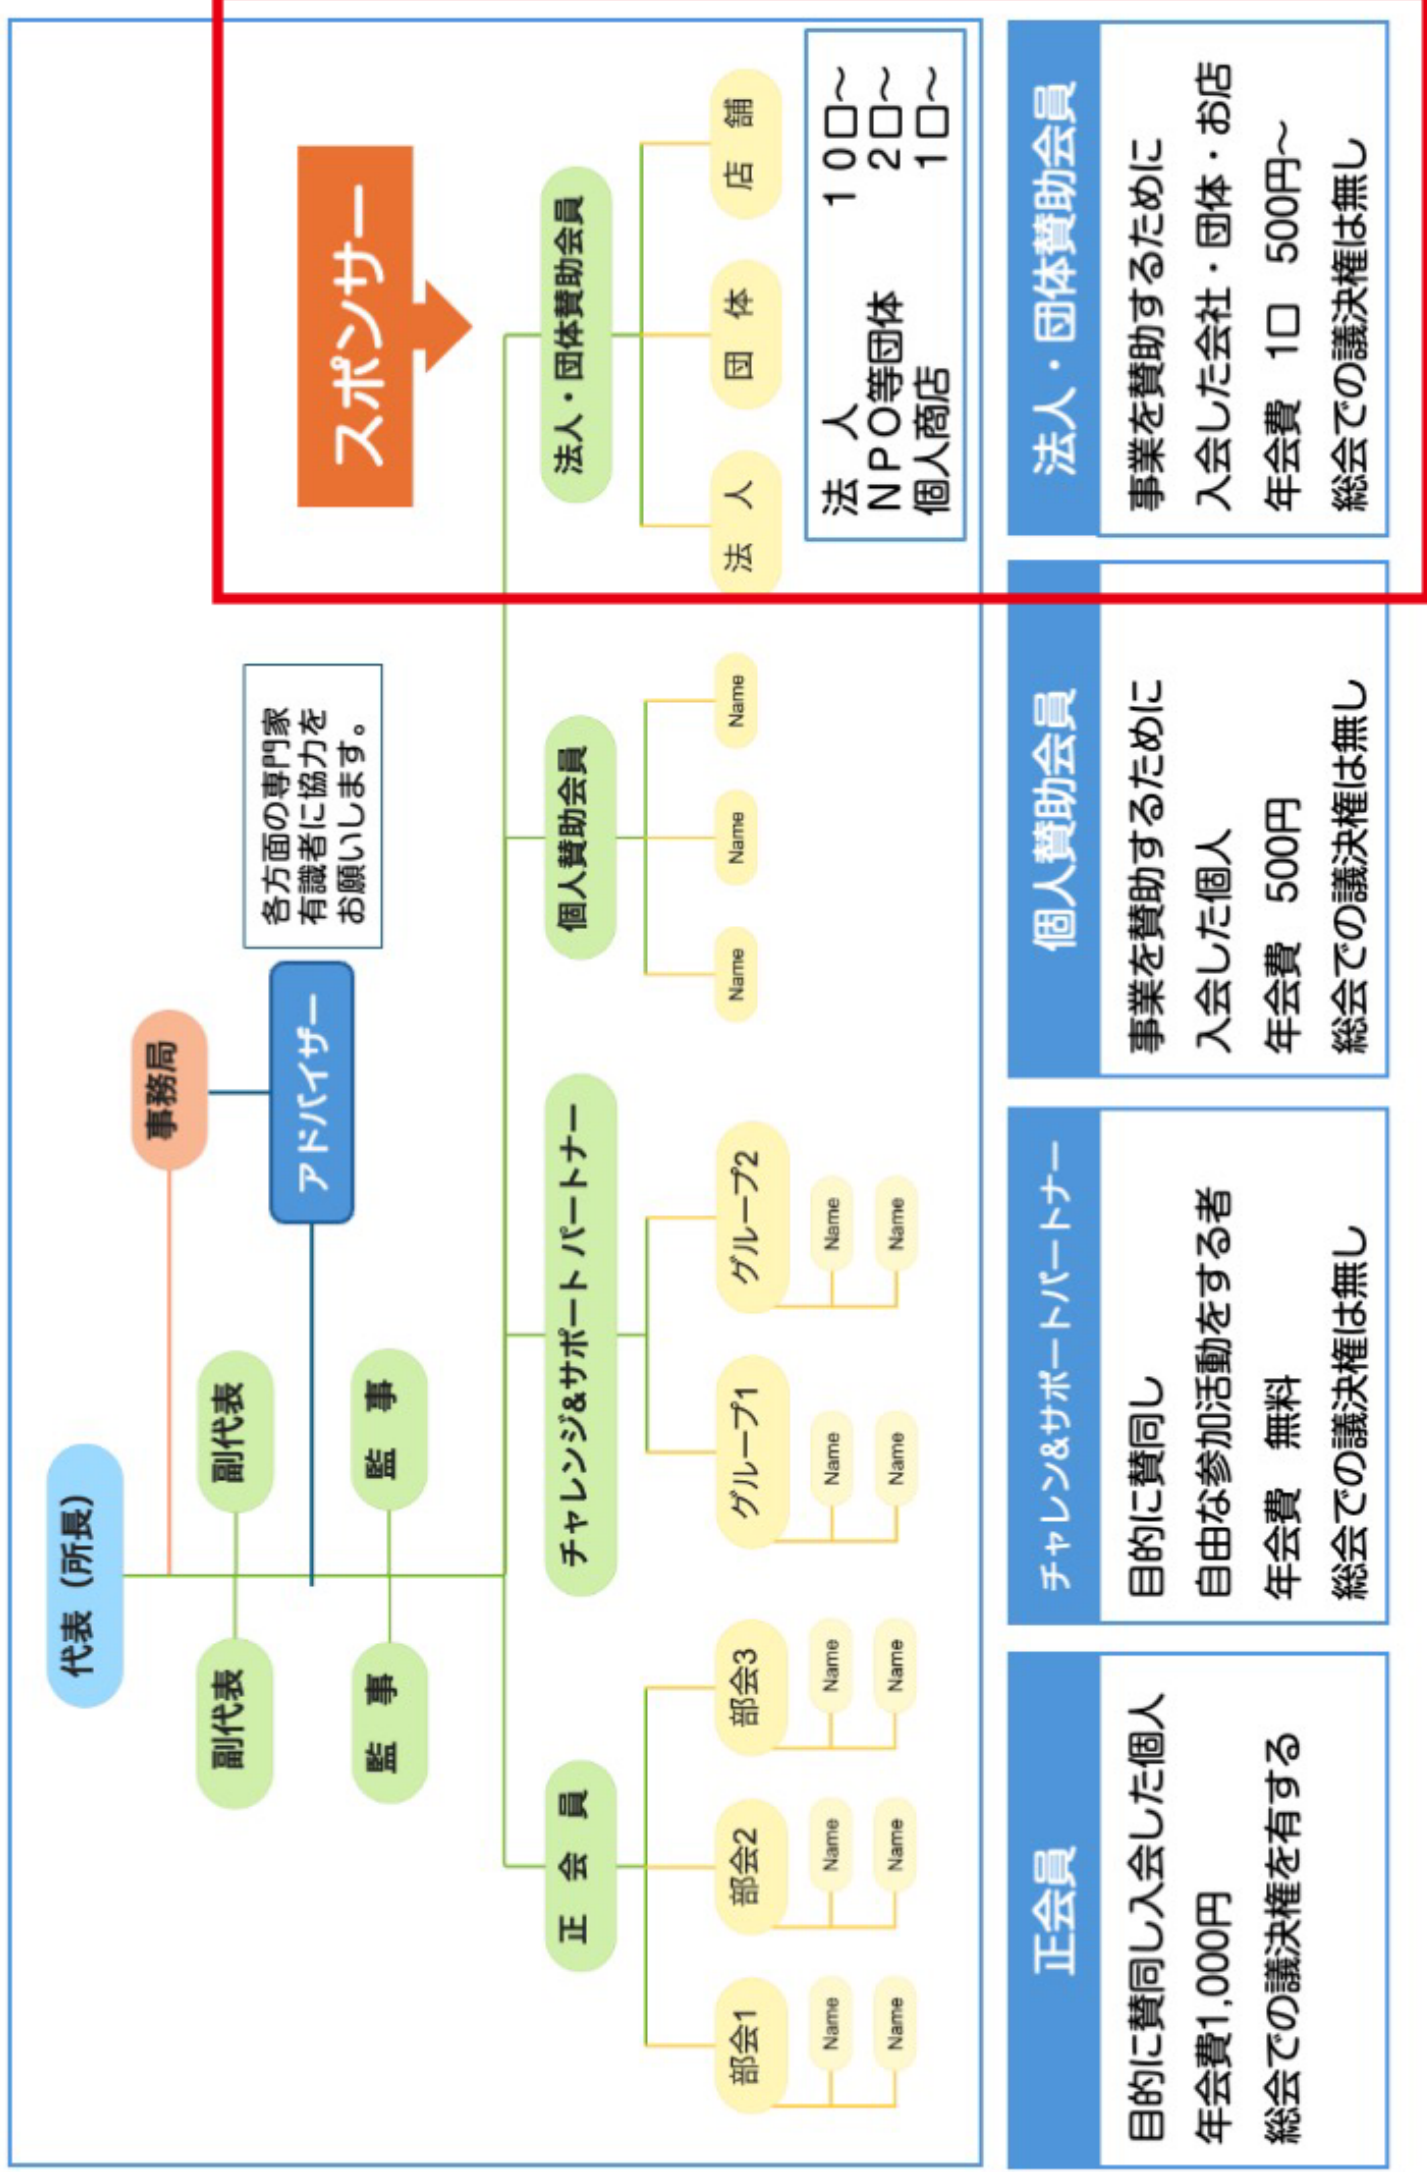 代表（所長）
事務局
副代表
副代表
アドバイザー
各方面の専門家
有識者に協力を
お願いします。
スポンサー
監　事
監　事
正　会　員
チャレンジ&サポート パートナー
個人賛助会員
法人・団体賛助会員
部会1
部会2
部会3
グループ1
グループ2
Name
Name
Name
法　人
団　体
店　舗
Name
Name
Name
Name
Name
Name
Name
Name
Name
Name
法　人　　　　１０口～
ＮＰＯ等団体　　２口～
個人商店　　　　１口～
正会員
目的に賛同し入会した個人
年会費1,000円
総会での議決権を有する
チャレンジ&サポートパートナー
目的に賛同し
自由な参加活動をする者
年会費　無料
総会での議決権は無し
個人賛助会員
事業を賛助するために
入会した個人
年会費　500円
総会での議決権は無し
法人・団体賛助会員
事業を賛助するために
入会した会社・団体・お店
年会費　1口　500円～
総会での議決権は無し